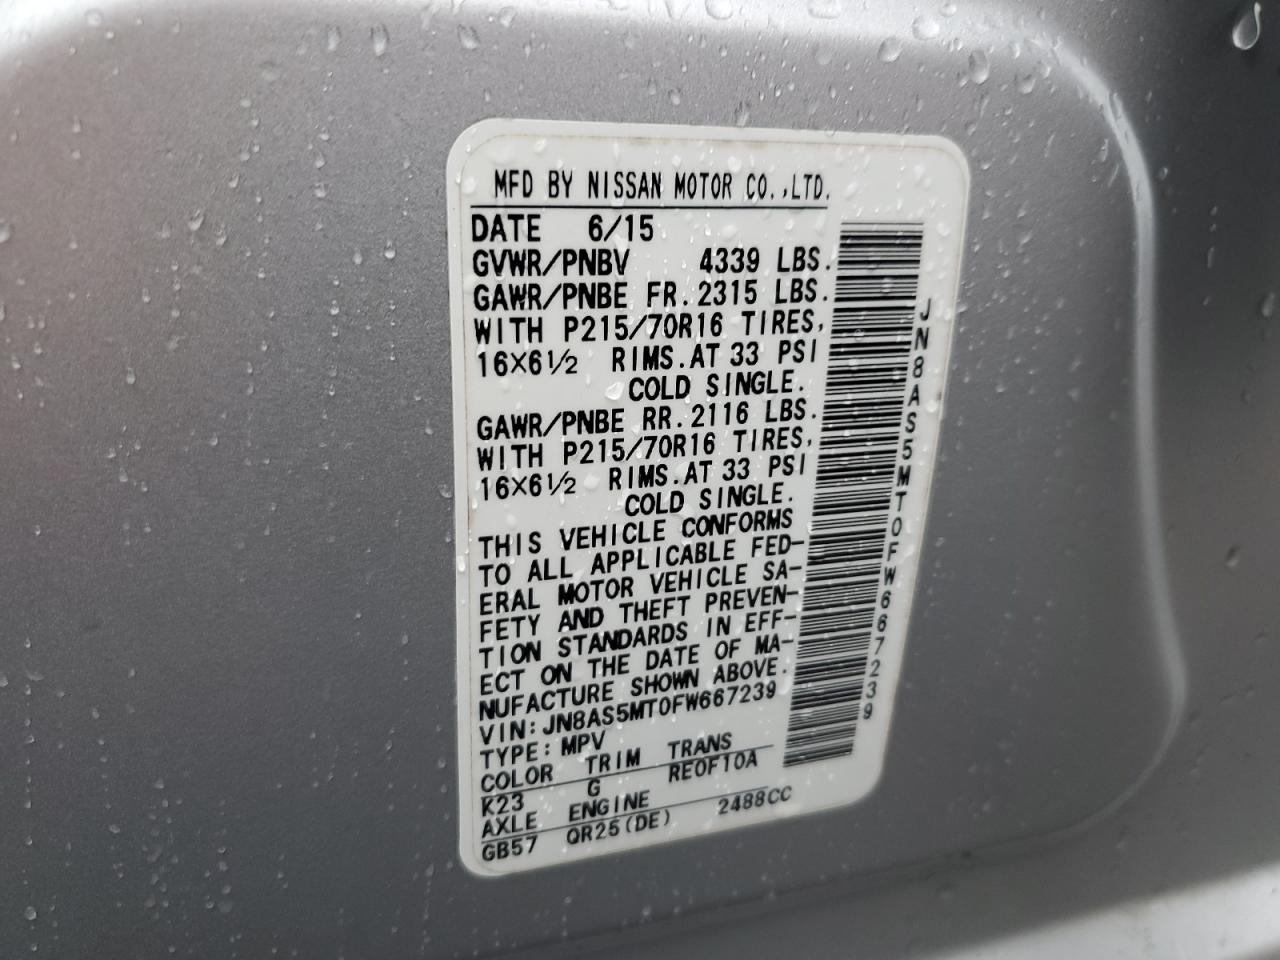 MFD BY NISSAN MOTOR CO.,LTD.
DATE 6/15
GVWR/PNBV 4339 LBS.
GAWR/PNBE FR. 2315 LBS.
WITH P215/70R16 TIRES,
16X6½ RIMS. AT 33 PSI
COLD SINGLE.
GAWR/PNBE RR. 2116 LBS.
WITH P215/70R16 TIRES,
16X6½ RIMS. AT 33 PSI
COLD SINGLE.
THIS VEHICLE CONFORMS
TO ALL APPLICABLE FED-
ERAL MOTOR VEHICLE SA-
FETY AND THEFT PREVEN-
TION STANDARDS IN EFF-
ECT ON THE DATE OF MA-
NUFACTURE SHOWN ABOVE.
VIN: JN8AS5MT0FW667239
TYPE: MPV
COLOR TRIM TRANS
K23 G RE0F10A
AXLE ENGINE
GB57 QR25(DE) 2488CC
JN8AS5MT0FW667239